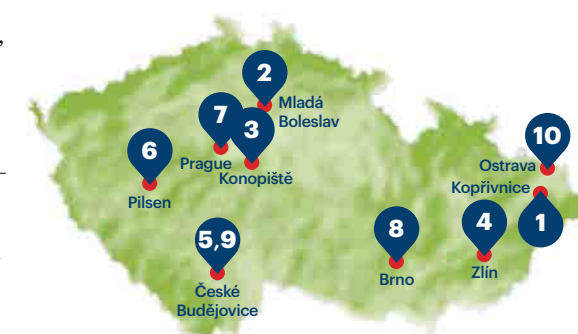 2
Mladá
Boleslav
7
3
Prague
Konopiště
6
Pilsen
10
Ostrava
Kopřivnice
1
5,9
České
Budějovice
8
Brno
4
Zlín